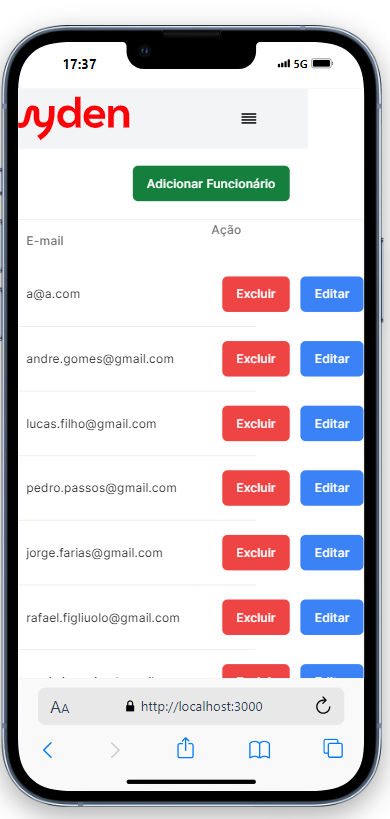 17:37
5G
syden
Adicionar Funcionário
E-mail
Ação
a@a.com Excluir Editar
andre.gomes@gmail.com Excluir Editar
lucas.filho@gmail.com Excluir Editar
pedro.passos@gmail.com Excluir Editar
jorge.farias@gmail.com Excluir Editar
rafael.figliuolo@gmail.com Excluir Editar
AA http://localhost:3000